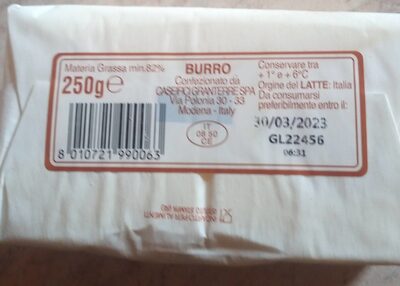 Materia Grassa min.82%
250g e
8 010721 990063
BURRO
Confezionato da
CASEIFICI GRANTERRE SPA
Via Polonia 30 - 33
Modena - Italy
IT
08 50
CE
Conservare tra
+ 1° e + 6°C
Orgine del LATTE: Italia
Da consumarsi
preferibilmente entro il:
30/03/2023
GL22456
06:31